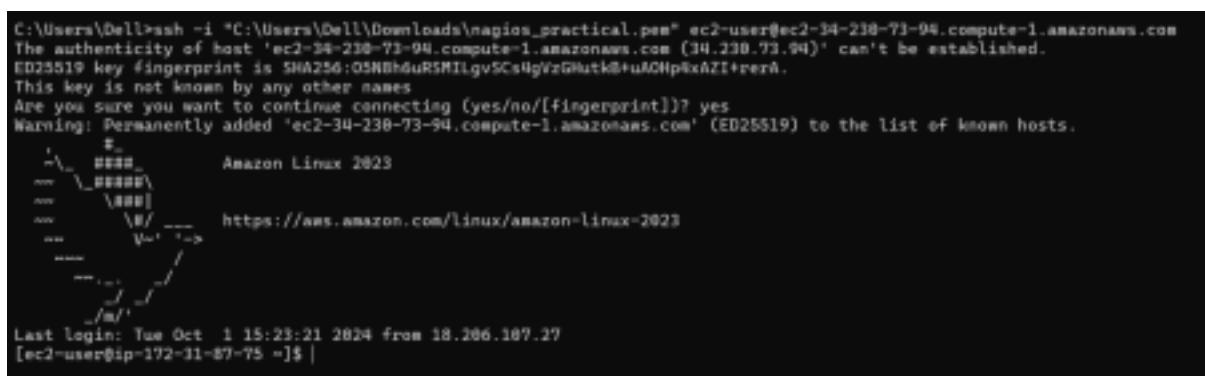 C:\Users\Dell>ssh -i "C:\Users\Dell\Downloads\nagios_practical.pem" ec2-user@ec2-34-230-73-94.compute-1.amazonaws.com
The authenticity of host 'ec2-34-230-73-94.compute-1.amazonaws.com (34.230.73.94)' can't be established.
ED25519 key fingerprint is
This key is not known by any other names
Are you sure you want to continue connecting (yes/no/[fingerprint])? yes
Warning: Permanently added 'ec2-34-230-73-94.compute-1.amazonaws.com' (ED25519) to the list of known hosts.
Amazon Linux 2023
https://aws.amazon.com/linux/amazon-linux-2023
Last login: Tue Oct  1 15:23:21 2024 from 18.206.107.27
[ec2-user@ip-172-31-87-75 ~]$